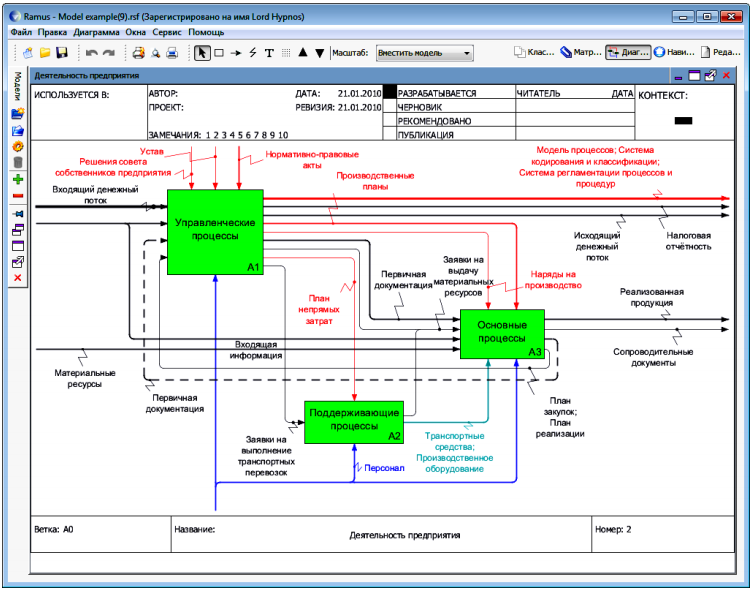 Ramus - Model example(9).rsf (Зарегистрировано на имя Lord Hypnos)
Файл Правка Диаграмма Окна Сервис Помощь
Масштаб: Вместить модель
Клас... Матр... Диаг... Нави... Редa...
Модели
Деятельность предприятия
ИСПОЛЬЗУЕТСЯ В:
АВТОР:
ДАТА: 21.01.2010
ПРОЕКТ:
РЕВИЗИЯ: 21.01.2010
ЗАМЕЧАНИЯ: 1 2 3 4 5 6 7 8 9 10
РАЗРАБАТЫВАЕТСЯ
ЧЕРНОВИК
РЕКОМЕНДОВАНО
ПУБЛИКАЦИЯ
ЧИТАТЕЛЬ
ДАТА
КОНТЕКСТ:
Устав
Решения совета
собственников предприятия
Нормативно-правовые
акты
Производственные
планы
Модель процессов; Система
кодирования и классификации;
Система регламентации процессов и
процедур
Входящий денежный
поток
Управленческие
процессы
A1
Исходящий
денежный
поток
Налоговая
отчётность
Первичная
документация
Заявки на
выдачу
материальных
ресурсов
Наряды на
производство
План
непрямых
затрат
Реализованная
продукция
Основные
процессы
A3
Входящая
информация
Сопроводительные
документы
Материальные
ресурсы
Первичная
документация
План
закупок;
План
реализации
Поддерживающие
процессы
A2
Заявки на
выполнение
транспортных
перевозок
Транспортные
средства;
Производственное
оборудование
Персонал
Ветка: A0
Название:
Деятельность предприятия
Номер: 2